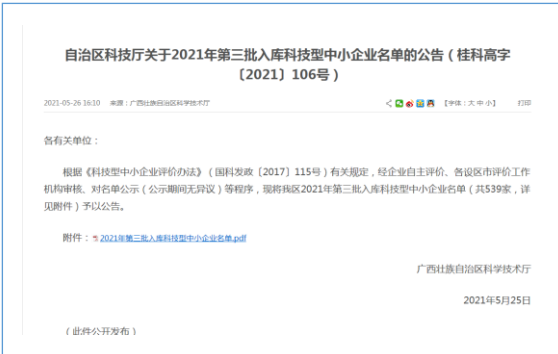 自治区科技厅关于2021年第三批入库科技型中小企业名单的公告（桂科高字
〔2021〕106号）
2021-05-26 16:10 来源：广西壮族自治区科学技术厅 【字体：大 中 小】 打印
各有关单位：
根据《科技型中小企业评价办法》（国科发政〔2017〕115号）有关规定，经企业自主评价、各设区市评价工作
机构审核、对名单公示（公示期间无异议）等程序，现将我区2021年第三批入库科技型中小企业名单（共539家，详
见附件）予以公告。
附件：2021年第三批入库科技型中小企业名单.pdf
广西壮族自治区科学技术厅
2021年5月25日
（此件公开发布）